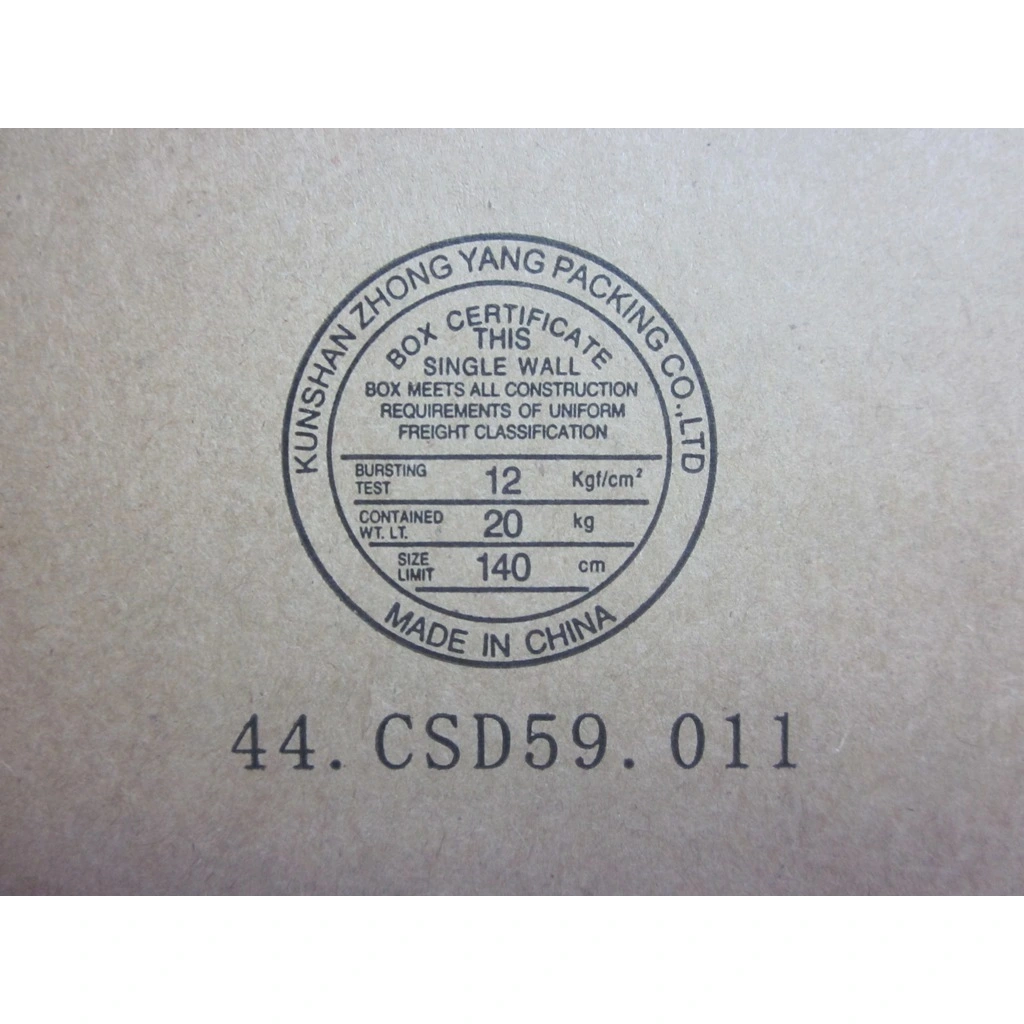 KUNSHAN ZHONG YANG PACKING CO.,LTD
BOX CERTIFICATE
THIS
SINGLE WALL
BOX MEETS ALL CONSTRUCTION
REQUIREMENTS OF UNIFORM
FREIGHT CLASSIFICATION
BURSTING TEST 12 Kgf/cm²
CONTAINED WT. LT. 20 kg
SIZE LIMIT 140 cm
MADE IN CHINA
44.CSD59.011